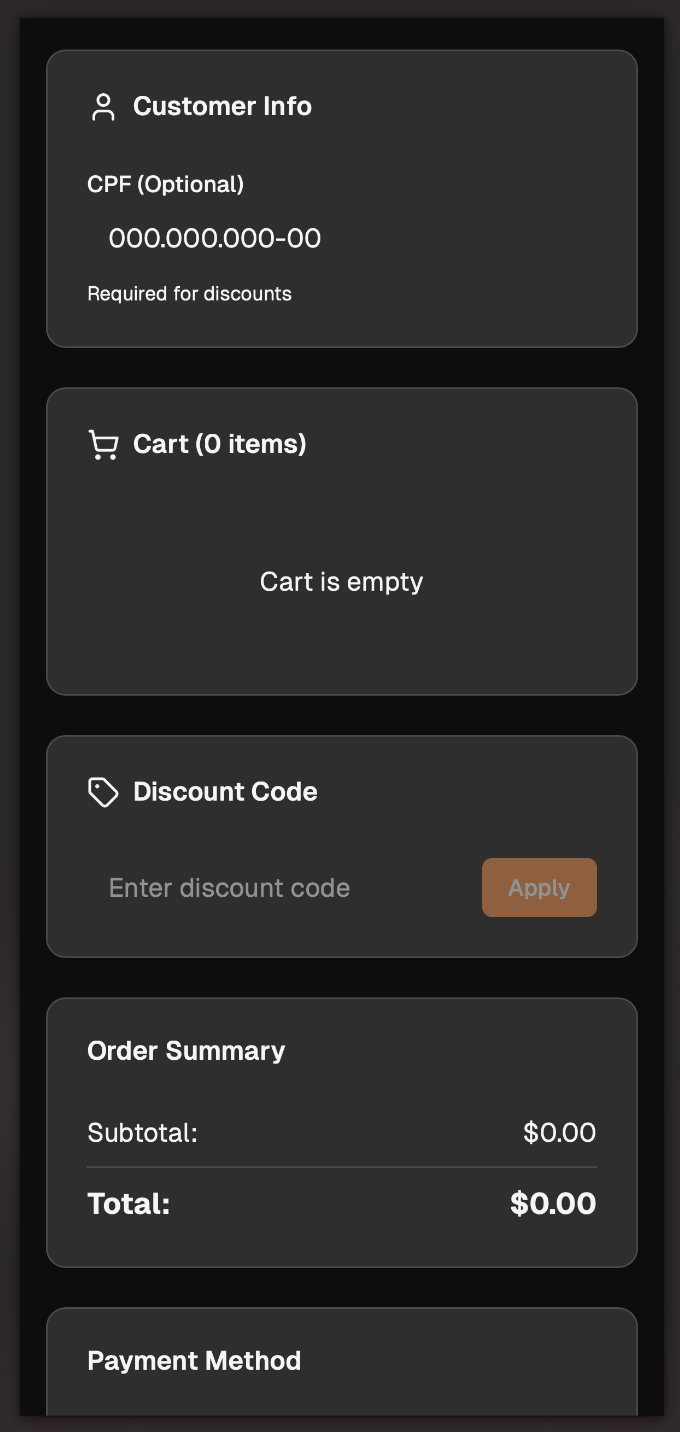 Customer Info
CPF (Optional)
000.000.000-00
Required for discounts
Cart (0 items)
Cart is empty
Discount Code
Enter discount code
Apply
Order Summary
Subtotal: $0.00
Total: $0.00
Payment Method